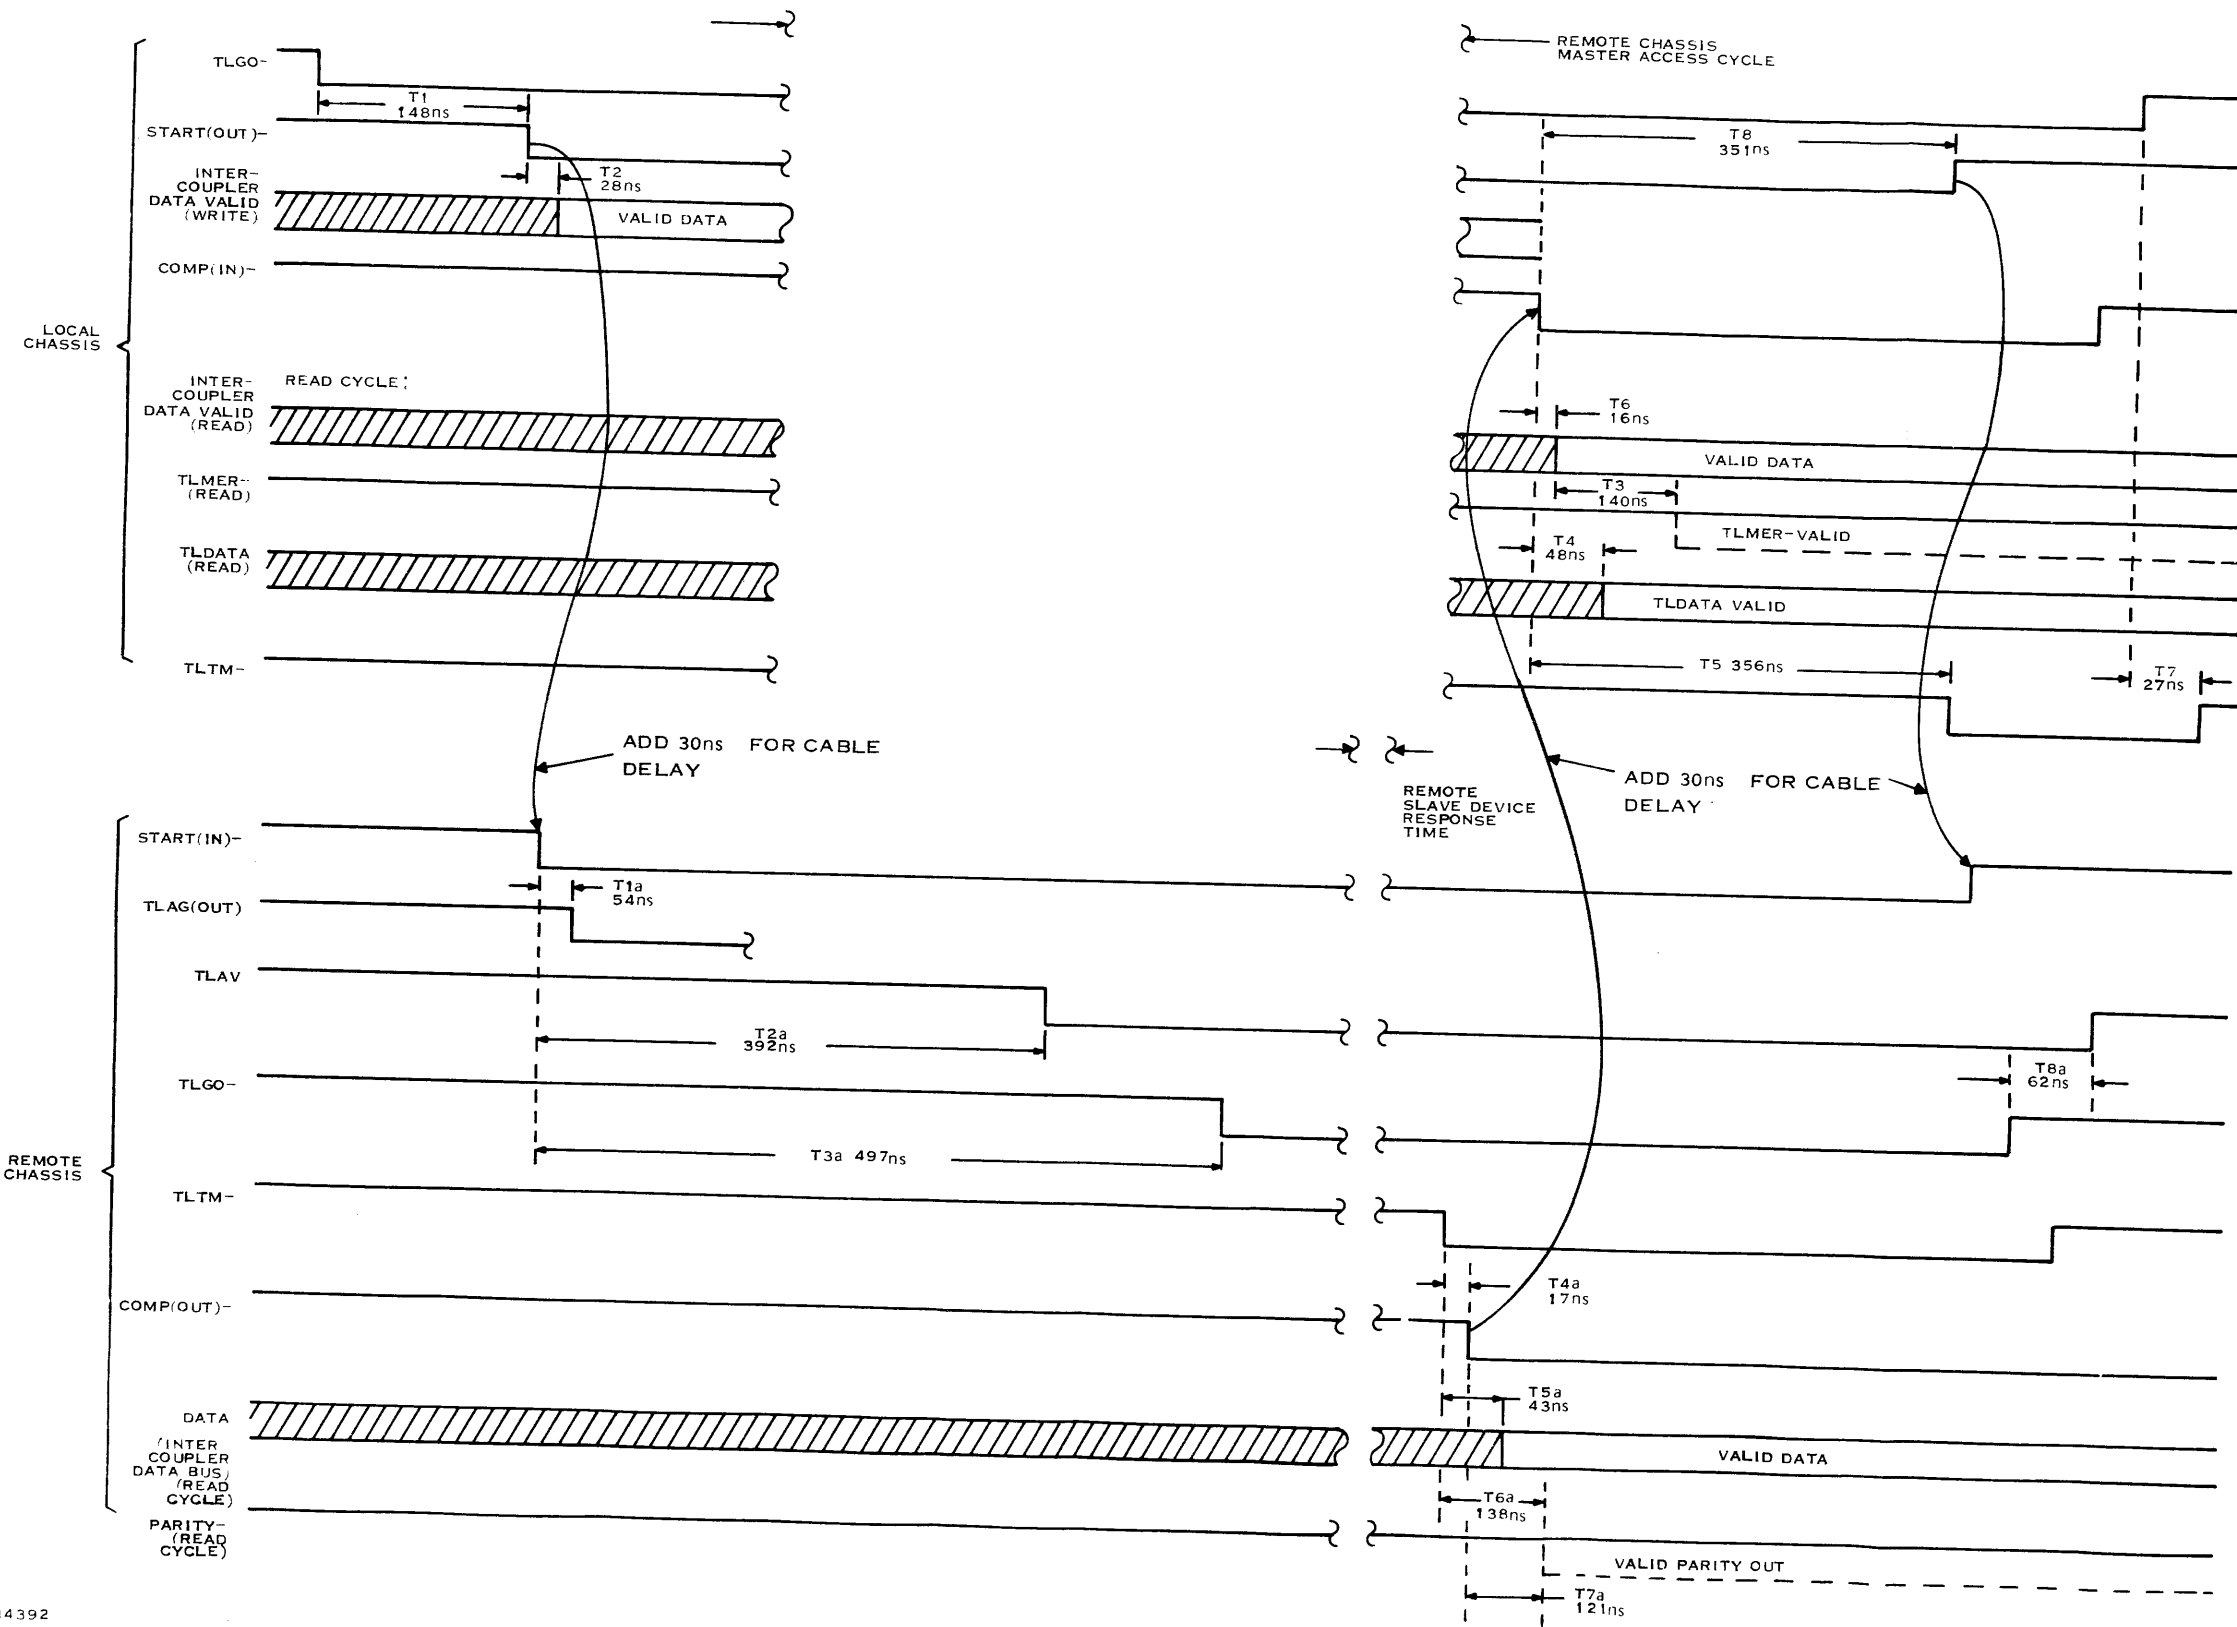 REMOTE CHASSIS
MASTER ACCESS CYCLE
TLGO-
T1
148ns
START(OUT)-
T8
351ns
INTER-
COUPLER
DATA VALID
(WRITE)
T2
28ns
VALID DATA
COMP(IN)-
LOCAL
CHASSIS
INTER-
COUPLER
DATA VALID
(READ)
READ CYCLE:
T6
16ns
VALID DATA
TLMER-
(READ)
T3
140ns
TLMER-VALID
TLDATA
(READ)
T4
48ns
TLDATA VALID
TLTM-
T5 356ns
T7
27ns
ADD 30ns FOR CABLE
DELAY
REMOTE
SLAVE DEVICE
RESPONSE
TIME
ADD 30ns FOR CABLE
DELAY
START(IN)-
T1a
54ns
TLAG(OUT)
TLAV
T2a
392ns
T8a
62ns
TLGO-
T3a 497ns
REMOTE
CHASSIS
TLTM-
T4a
17ns
COMP(OUT)-
T5a
43ns
DATA
(INTER
COUPLER
DATA BUS)
(READ
CYCLE)
VALID DATA
T6a
138ns
PARITY-
(READ
CYCLE)
VALID PARITY OUT
T7a
121ns
4392